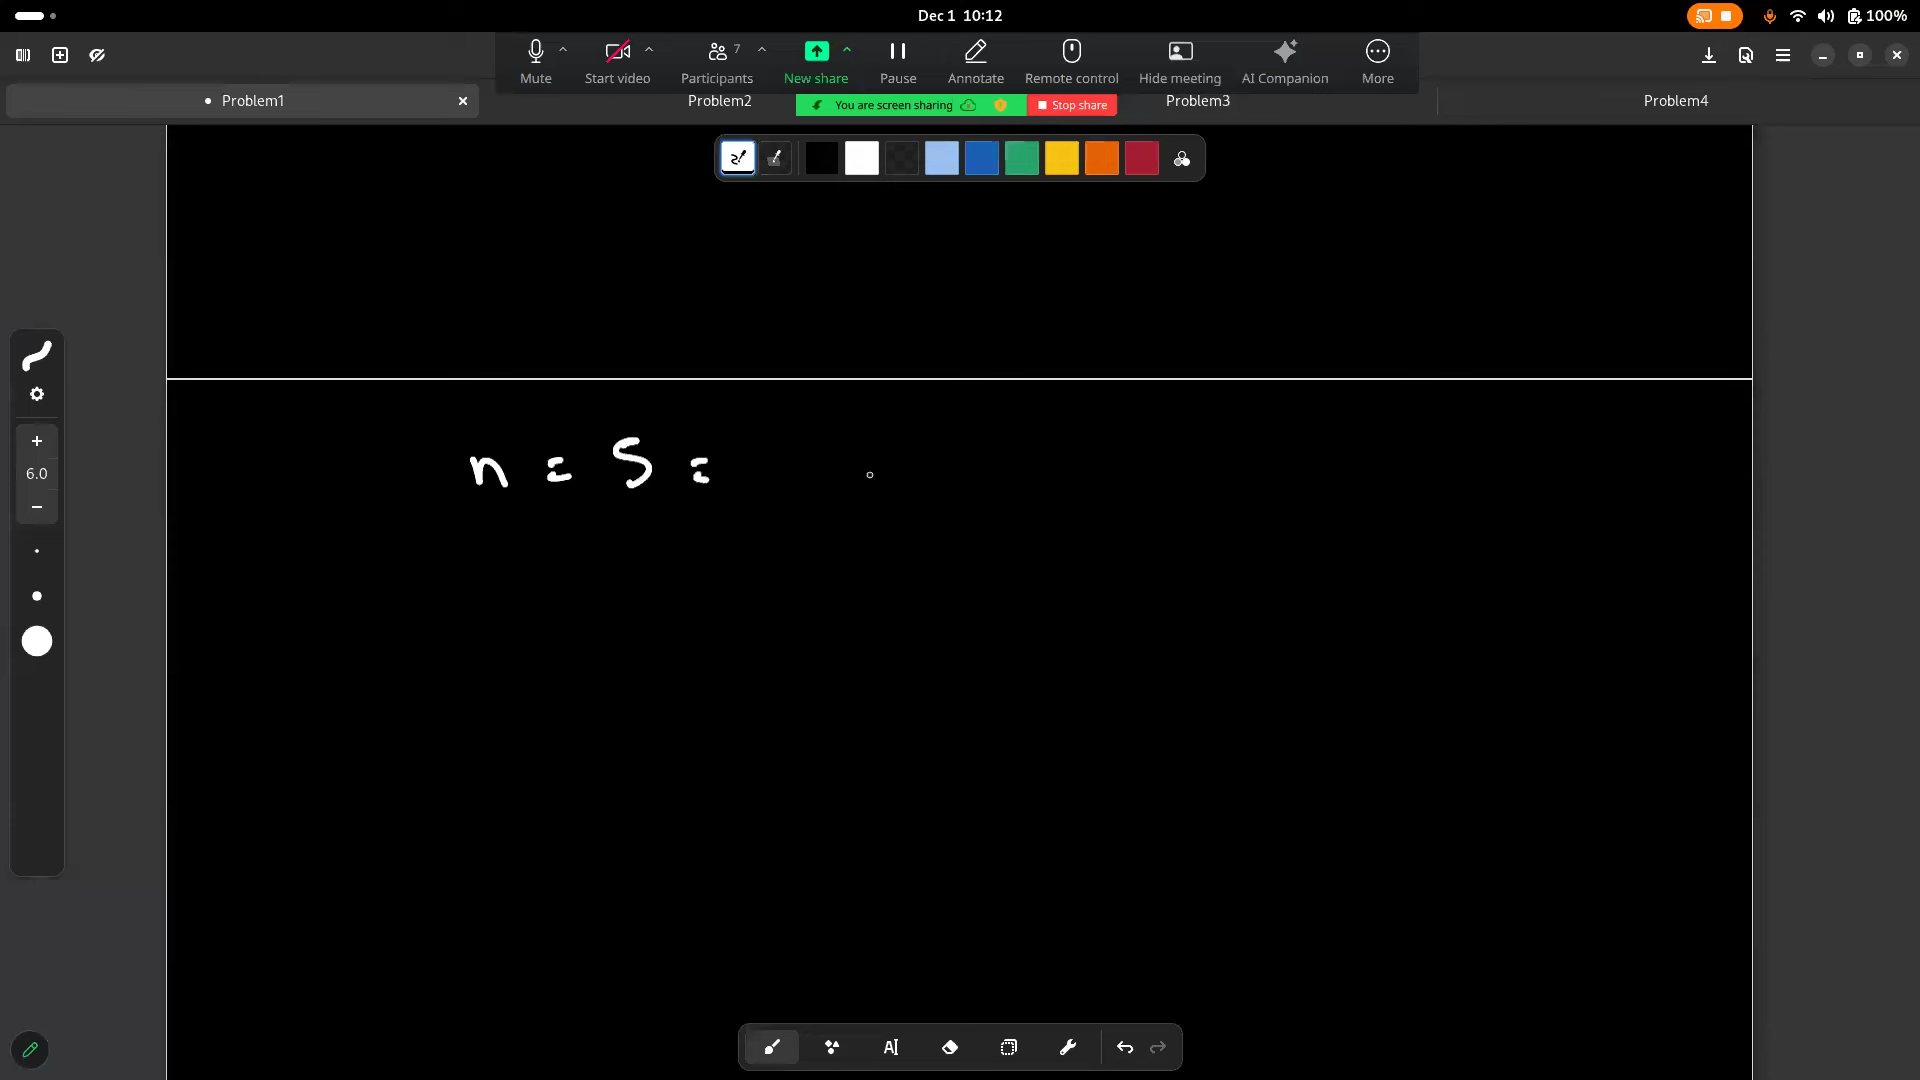 Dec 1 10:12
Mute
Start video
Participants 7
New share
Pause
Annotate
Remote control
Hide meeting
AI Companion
More
100%
Problem1
Problem2
You are screen sharing
Stop share
Problem3
Problem4
n = S =
6.0